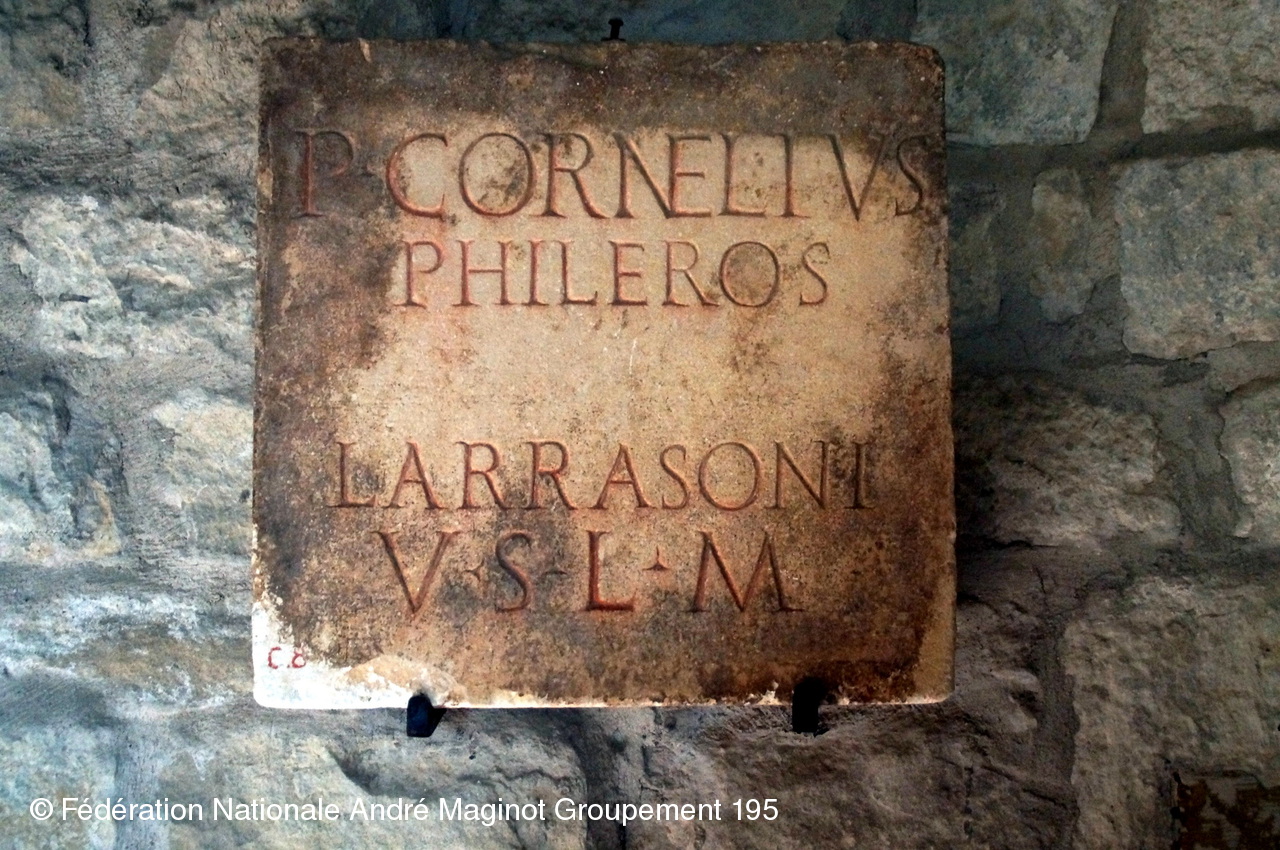 P·CORNELIVS
PHILEROS
LARRASONI
V·S·L·M
C.8
© Fédération Nationale André Maginot Groupement 195